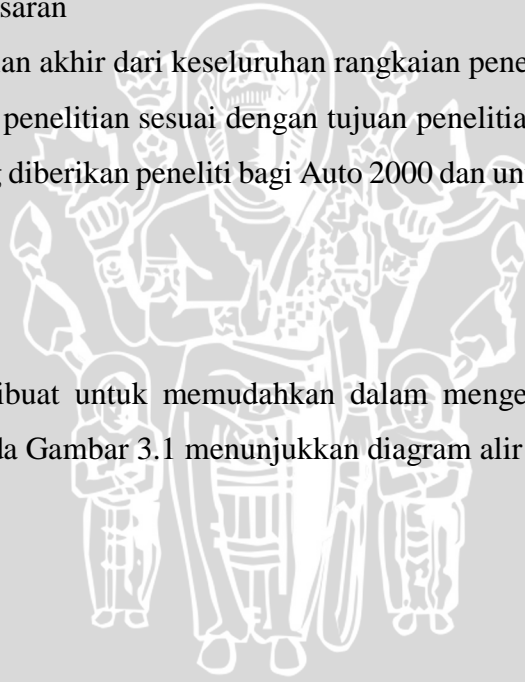 saran
an akhir dari keseluruhan rangkaian pene
penelitian sesuai dengan tujuan penelitia
diberikan peneliti bagi Auto 2000 dan un
ibuat untuk memudahkan dalam menge
da Gambar 3.1 menunjukkan diagram alir